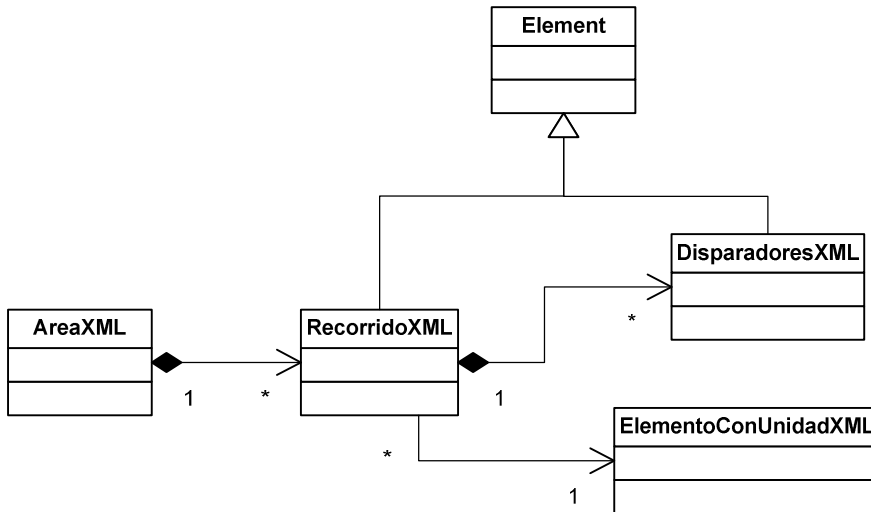 Element
DisparadoresXML
*
AreaXML
RecorridoXML
1
*
1
ElementoConUnidadXML
*
1